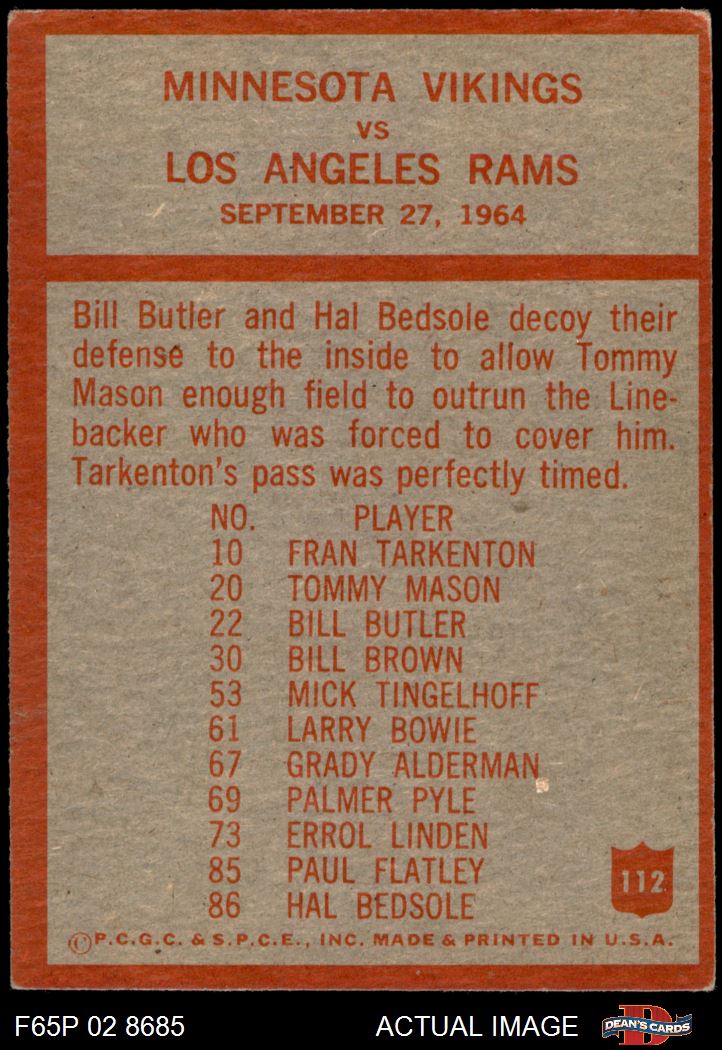 MINNESOTA VIKINGS
VS
LOS ANGELES RAMS
SEPTEMBER 27, 1964
Bill Butler and Hal Bedsole decoy their
defense to the inside to allow Tommy
Mason enough field to outrun the Line-
backer who was forced to cover him.
Tarkenton's pass was perfectly timed.
NO. PLAYER
10 FRAN TARKENTON
20 TOMMY MASON
22 BILL BUTLER
30 BILL BROWN
53 MICK TINGELHOFF
61 LARRY BOWIE
67 GRADY ALDERMAN
69 PALMER PYLE
73 ERROL LINDEN
85 PAUL FLATLEY
86 HAL BEDSOLE
112
©P.C.G.C. & S.P.C.E., INC. MADE & PRINTED IN U.S.A.
F65P 02 8685 ACTUAL IMAGE D DEAN'S CARDS